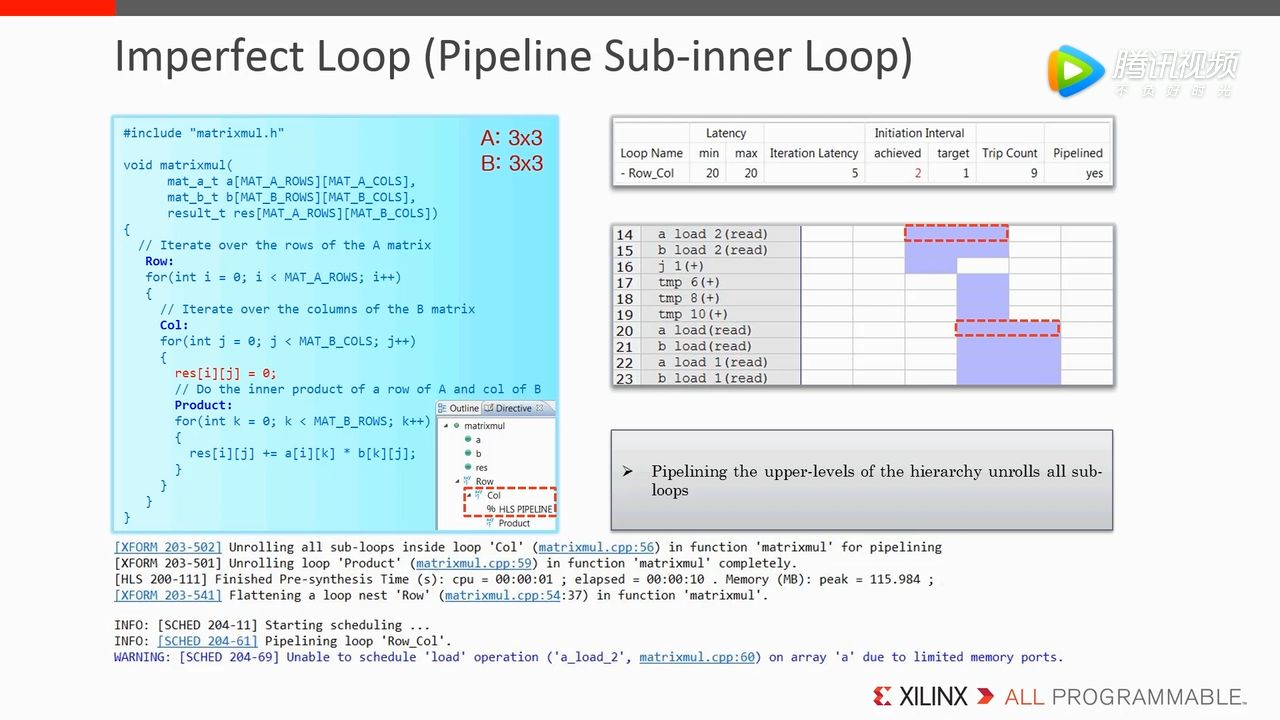 Imperfect Loop (Pipeline Sub-inner Loop)
腾讯视频
不负好时光
#include "matrixmul.h"
A: 3x3
B: 3x3
void matrixmul(
mat_a_t a[MAT_A_ROWS][MAT_A_COLS],
mat_b_t b[MAT_B_ROWS][MAT_B_COLS],
result_t res[MAT_A_ROWS][MAT_B_COLS])
{
// Iterate over the rows of the A matrix
Row:
for(int i = 0; i < MAT_A_ROWS; i++)
{
// Iterate over the columns of the B matrix
Col:
for(int j = 0; j < MAT_B_COLS; j++)
{
res[i][j] = 0;
// Do the inner product of a row of A and col of B
Product:
for(int k = 0; k < MAT_B_ROWS; k++)
{
res[i][j] += a[i][k] * b[k][j];
}
}
}
}
Outline Directive
matrixmul
a
b
res
Row
Col
% HLS PIPELINE
Product
Latency Initiation Interval
Loop Name min max Iteration Latency achieved target Trip Count Pipelined
- Row_Col 20 20 5 2 1 9 yes
14 a load 2(read)
15 b load 2(read)
16 j 1(+)
17 tmp 6(+)
18 tmp 8(+)
19 tmp 10(+)
20 a load(read)
21 b load(read)
22 a load 1(read)
23 b load 1(read)
➢ Pipelining the upper-levels of the hierarchy unrolls all sub-
loops
[XFORM 203-502] Unrolling all sub-loops inside loop 'Col' (matrixmul.cpp:56) in function 'matrixmul' for pipelining
[XFORM 203-501] Unrolling loop 'Product' (matrixmul.cpp:59) in function 'matrixmul' completely.
[HLS 200-111] Finished Pre-synthesis Time (s): cpu = 00:00:01 ; elapsed = 00:00:10 . Memory (MB): peak = 115.984 ;
[XFORM 203-541] Flattening a loop nest 'Row' (matrixmul.cpp:54:37) in function 'matrixmul'.
INFO: [SCHED 204-11] Starting scheduling ...
INFO: [SCHED 204-61] Pipelining loop 'Row_Col'.
WARNING: [SCHED 204-69] Unable to schedule 'load' operation ('a_load_2', matrixmul.cpp:60) on array 'a' due to limited memory ports.
XILINX ALL PROGRAMMABLE™